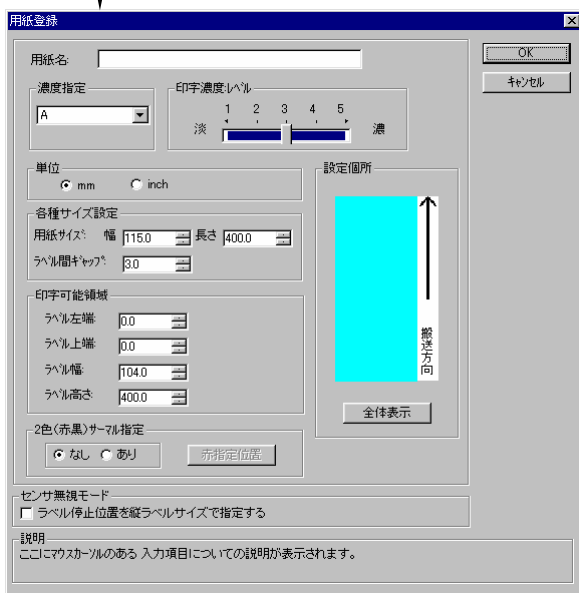 用紙登録
用紙名:
OK
キャンセル
濃度指定
A
印字濃度レベル
1 2 3 4 5
淡 濃
単位
mm inch
設定個所
各種サイズ設定
用紙サイズ: 幅 115.0 長さ 400.0
ラベル間ギャップ: 3.0
印字可能領域
ラベル左端: 0.0
ラベル上端: 0.0
ラベル幅: 104.0
ラベル高さ: 400.0
搬送方向
全体表示
2色(赤黒)サーマル指定
なし あり 赤指定位置
センサ無視モード
ラベル停止位置を縦ラベルサイズで指定する
説明
ここにマウスカーソルのある 入力項目についての説明が表示されます。